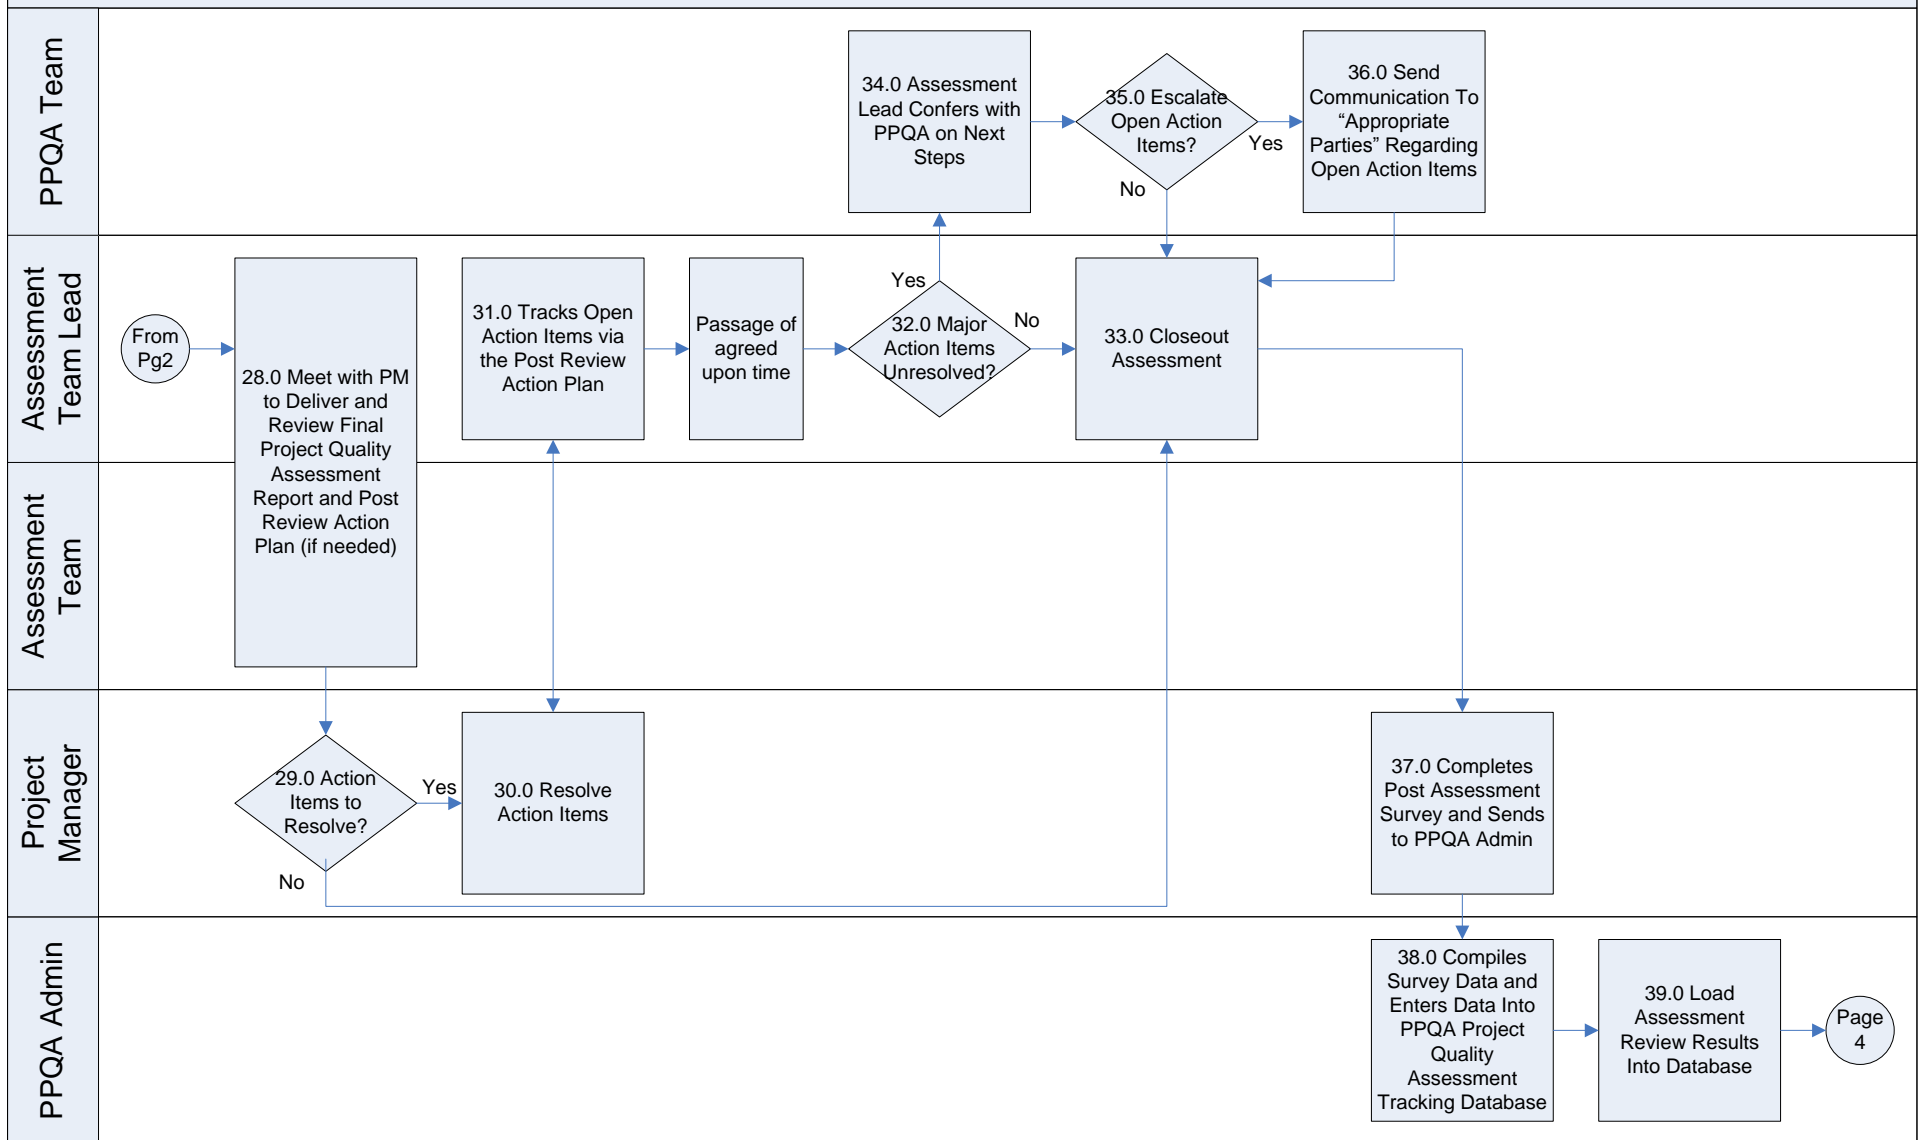 PPQA Team
34.0 Assessment
Lead Confers with
PPQA on Next
Steps
35.0 Escalate
Open Action
Items?
Yes
No
36.0 Send
Communication To
“Appropriate
Parties” Regarding
Open Action Items
Assessment
Team Lead
From
Pg2
28.0 Meet with PM
to Deliver and
Review Final
Project Quality
Assessment
Report and Post
Review Action
Plan (if needed)
31.0 Tracks Open
Action Items via
the Post Review
Action Plan
Passage of
agreed
upon time
Yes
32.0 Major
Action Items
Unresolved?
No
33.0 Closeout
Assessment
Assessment
Team
Project
Manager
29.0 Action
Items to
Resolve?
Yes
No
30.0 Resolve
Action Items
37.0 Completes
Post Assessment
Survey and Sends
to PPQA Admin
PPQA Admin
38.0 Compiles
Survey Data and
Enters Data Into
PPQA Project
Quality
Assessment
Tracking Database
39.0 Load
Assessment
Review Results
Into Database
Page
4